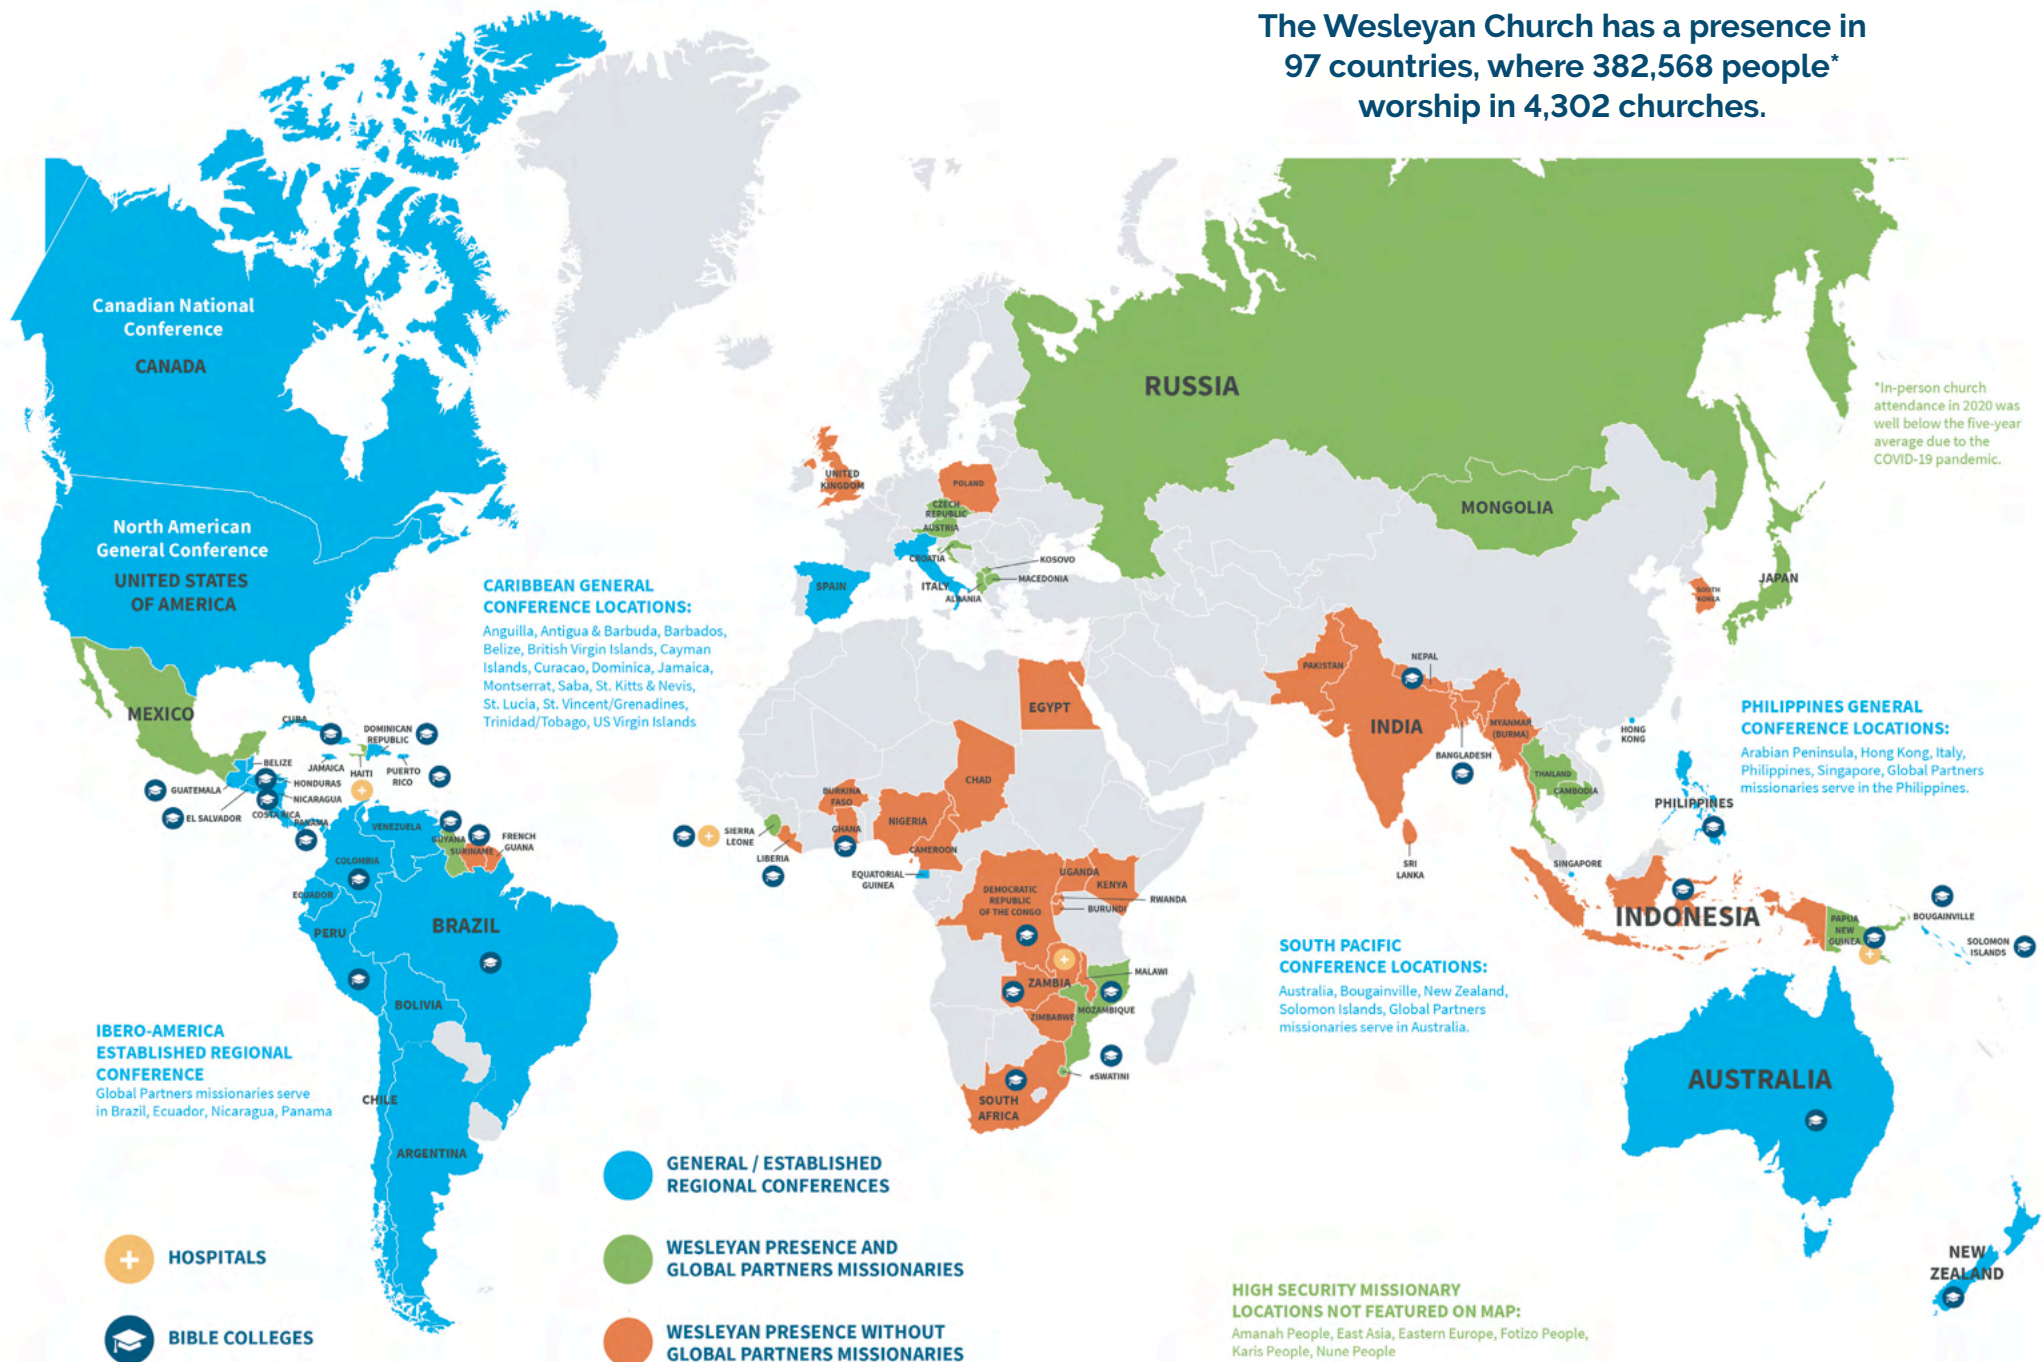 The Wesleyan Church has a presence in
97 countries, where 382,568 people*
worship in 4,302 churches.
Canadian National
Conference
CANADA
North American
General Conference
UNITED STATES
OF AMERICA
MEXICO
CUBA
DOMINICAN
REPUBLIC
BELIZE
JAMAICA
HAITI
PUERTO
RICO
GUATEMALA
HONDURAS
NICARAGUA
EL SALVADOR
COSTA RICA
PANAMA
VENEZUELA
GUYANA
SURINAME
FRENCH
GUANA
COLOMBIA
ECUADOR
PERU
BRAZIL
BOLIVIA
CHILE
ARGENTINA
CARIBBEAN GENERAL
CONFERENCE LOCATIONS:
Anguilla, Antigua & Barbuda, Barbados,
Belize, British Virgin Islands, Cayman
Islands, Curacao, Dominica, Jamaica,
Montserrat, Saba, St. Kitts & Nevis,
St. Lucia, St. Vincent/Grenadines,
Trinidad/Tobago, US Virgin Islands
IBERO-AMERICA
ESTABLISHED REGIONAL
CONFERENCE
Global Partners missionaries serve
in Brazil, Ecuador, Nicaragua, Panama
UNITED
KINGDOM
POLAND
CZECH
REPUBLIC
AUSTRIA
CROATIA
KOSOVO
MACEDONIA
SPAIN
ITALY
ALBANIA
RUSSIA
MONGOLIA
JAPAN
SOUTH
KOREA
*In-person church
attendance in 2020 was
well below the five-year
average due to the
COVID-19 pandemic.
EGYPT
CHAD
BURKINA
FASO
GHANA
NIGERIA
CAMEROON
SIERRA
LEONE
LIBERIA
EQUATORIAL
GUINEA
DEMOCRATIC
REPUBLIC
OF THE CONGO
UGANDA
KENYA
RWANDA
BURUNDI
MALAWI
ZAMBIA
ZIMBABWE
MOZAMBIQUE
eSWATINI
SOUTH
AFRICA
PAKISTAN
NEPAL
INDIA
BANGLADESH
MYANMAR
(BURMA)
SRI
LANKA
THAILAND
CAMBODIA
HONG
KONG
PHILIPPINES
SINGAPORE
INDONESIA
PAPUA
NEW
GUINEA
BOUGAINVILLE
SOLOMON
ISLANDS
AUSTRALIA
NEW
ZEALAND
PHILIPPINES GENERAL
CONFERENCE LOCATIONS:
Arabian Peninsula, Hong Kong, Italy,
Philippines, Singapore, Global Partners
missionaries serve in the Philippines.
SOUTH PACIFIC
CONFERENCE LOCATIONS:
Australia, Bougainville, New Zealand,
Solomon Islands, Global Partners
missionaries serve in Australia.
HOSPITALS
BIBLE COLLEGES
GENERAL / ESTABLISHED
REGIONAL CONFERENCES
WESLEYAN PRESENCE AND
GLOBAL PARTNERS MISSIONARIES
WESLEYAN PRESENCE WITHOUT
GLOBAL PARTNERS MISSIONARIES
HIGH SECURITY MISSIONARY
LOCATIONS NOT FEATURED ON MAP:
Amanah People, East Asia, Eastern Europe, Fotizo People,
Karis People, Nune People